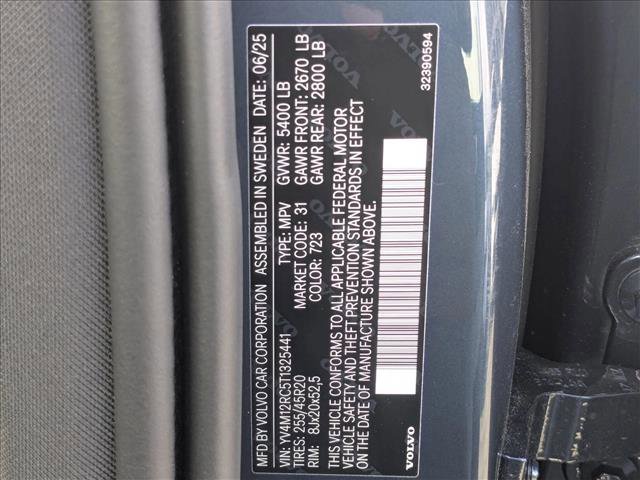 MFD BY VOLVO CAR CORPORATION ASSEMBLED IN SWEDEN DATE: 06/25
VIN: YV4M12RC5T1325441 TYPE: MPV GVWR: 5400 LB
TIRES: 255/45R20 MARKET CODE: 31 GAWR FRONT: 2670 LB
RIM: 8Jx20x52,5 COLOR: 723 GAWR REAR: 2800 LB
THIS VEHICLE CONFORMS TO ALL APPLICABLE FEDERAL MOTOR
VEHICLE SAFETY AND THEFT PREVENTION STANDARDS IN EFFECT
ON THE DATE OF MANUFACTURE SHOWN ABOVE.
VOLVO 32390594